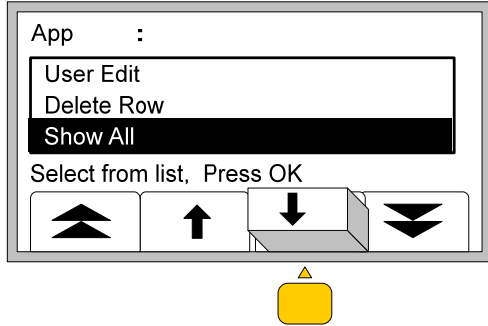 App :
User Edit
Delete Row
Show All
Select from list, Press OK